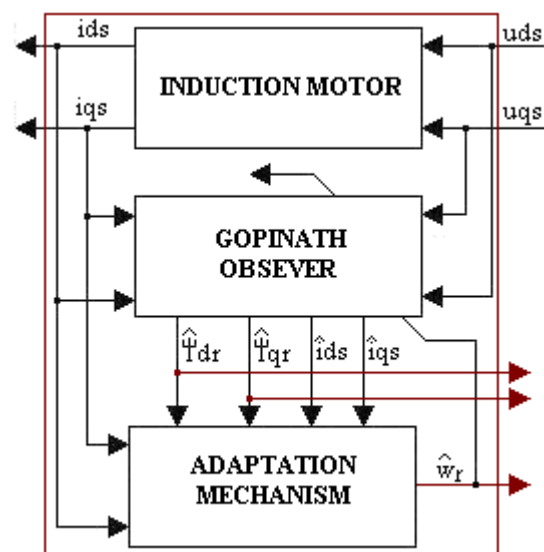 ids
uds
INDUCTION MOTOR
iqs
uqs
GOPINATH
OBSEVER
Ψ̂dr
Ψ̂qr
îds
îqs
ADAPTATION
MECHANISM
ŵr